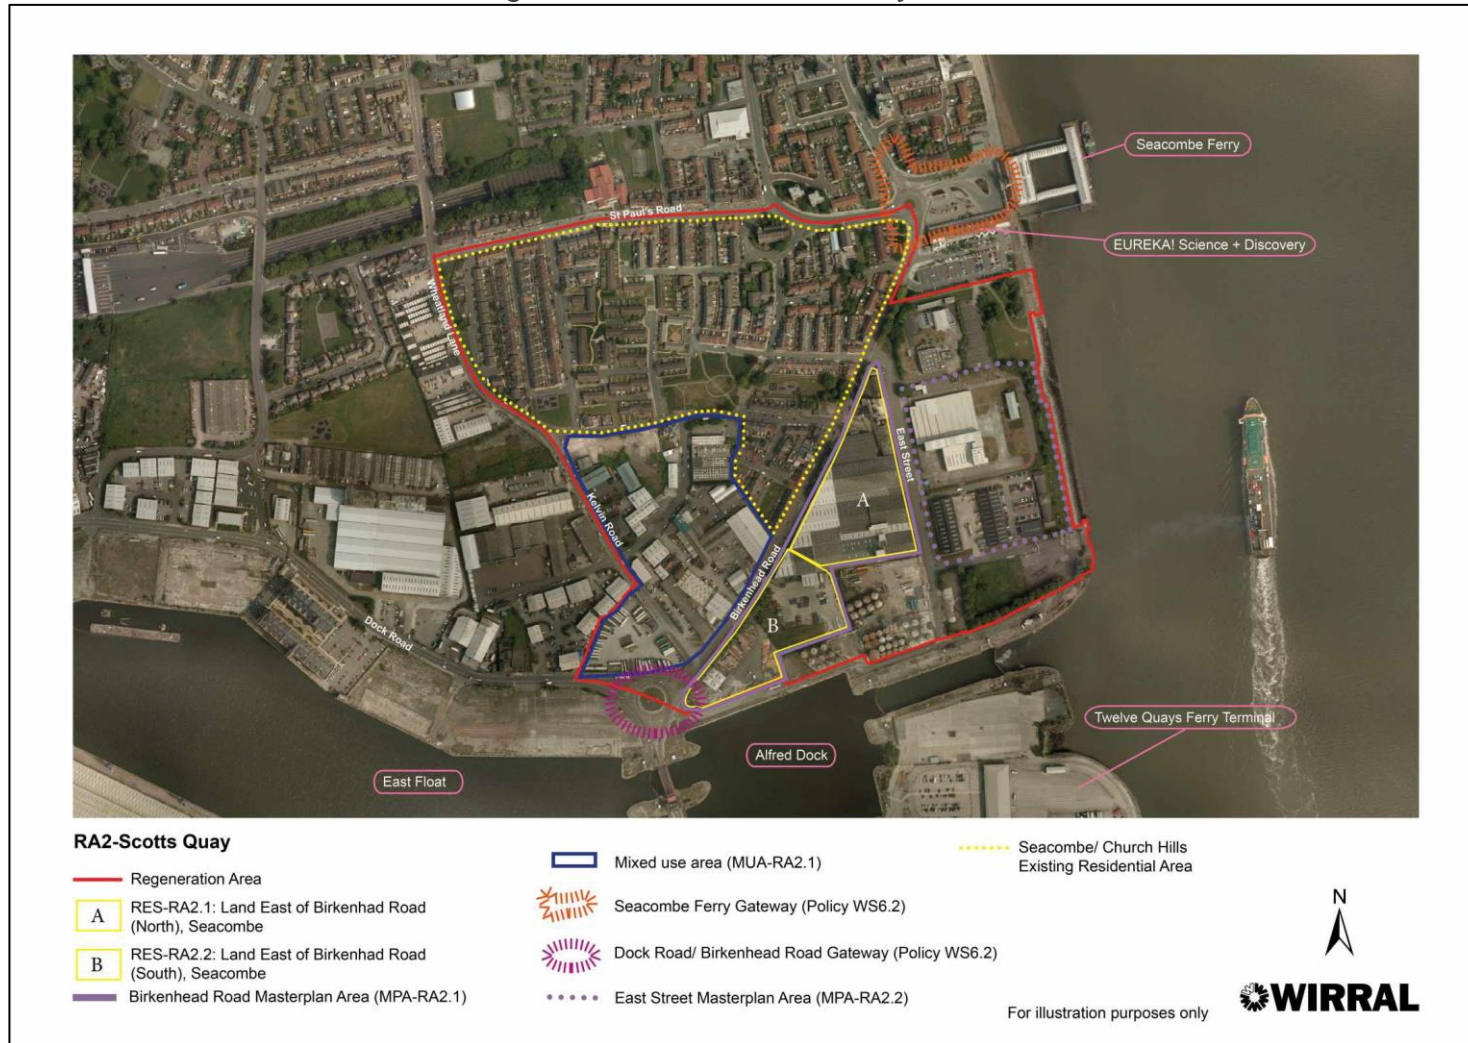 Seacombe Ferry
St Paul's Road
EUREKA! Science + Discovery
Wheatland Lane
East Street
A
Kelvin Road
Birkenhead Road
B
Dock Road
Twelve Quays Ferry Terminal
Alfred Dock
East Float
RA2-Scotts Quay
Regeneration Area
A
RES-RA2.1: Land East of Birkenhad Road
(North), Seacombe
B
RES-RA2.2: Land East of Birkenhad Road
(South), Seacombe
Birkenhead Road Masterplan Area (MPA-RA2.1)
Mixed use area (MUA-RA2.1)
Seacombe Ferry Gateway (Policy WS6.2)
Dock Road/ Birkenhead Road Gateway (Policy WS6.2)
East Street Masterplan Area (MPA-RA2.2)
Seacombe/ Church Hills
Existing Residential Area
N
For illustration purposes only
WIRRAL